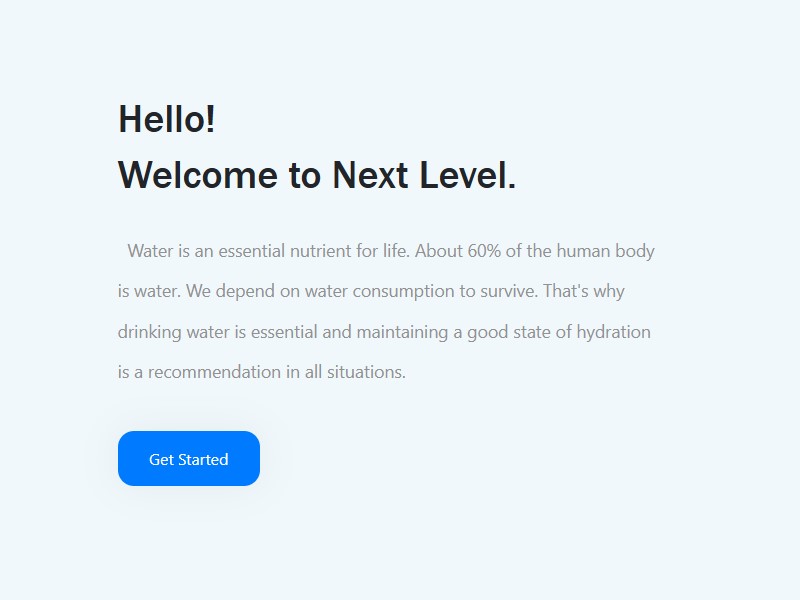 Hello!
Welcome to Next Level.
Water is an essential nutrient for life. About 60% of the human body
is water. We depend on water consumption to survive. That's why
drinking water is essential and maintaining a good state of hydration
is a recommendation in all situations.
Get Started